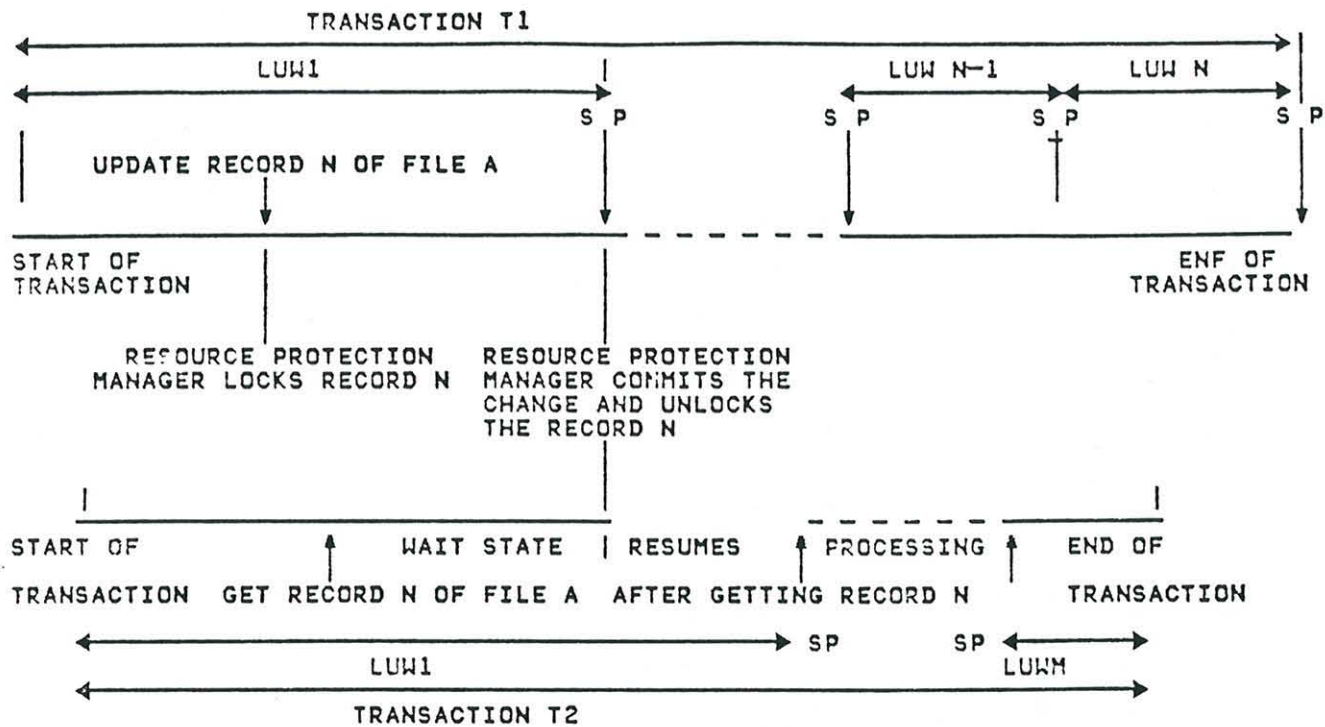 TRANSACTION T1
LUW1 LUW N-1 LUW N
S P S P S P S P
UPDATE RECORD N OF FILE A
START OF
TRANSACTION
ENF OF
TRANSACTION
RESOURCE PROTECTION
MANAGER LOCKS RECORD N
RESOURCE PROTECTION
MANAGER COMMITS THE
CHANGE AND UNLOCKS
THE RECORD N
START OF WAIT STATE RESUMES PROCESSING END OF
TRANSACTION GET RECORD N OF FILE A AFTER GETTING RECORD N TRANSACTION
SP SP
LUW1 LUWM
TRANSACTION T2